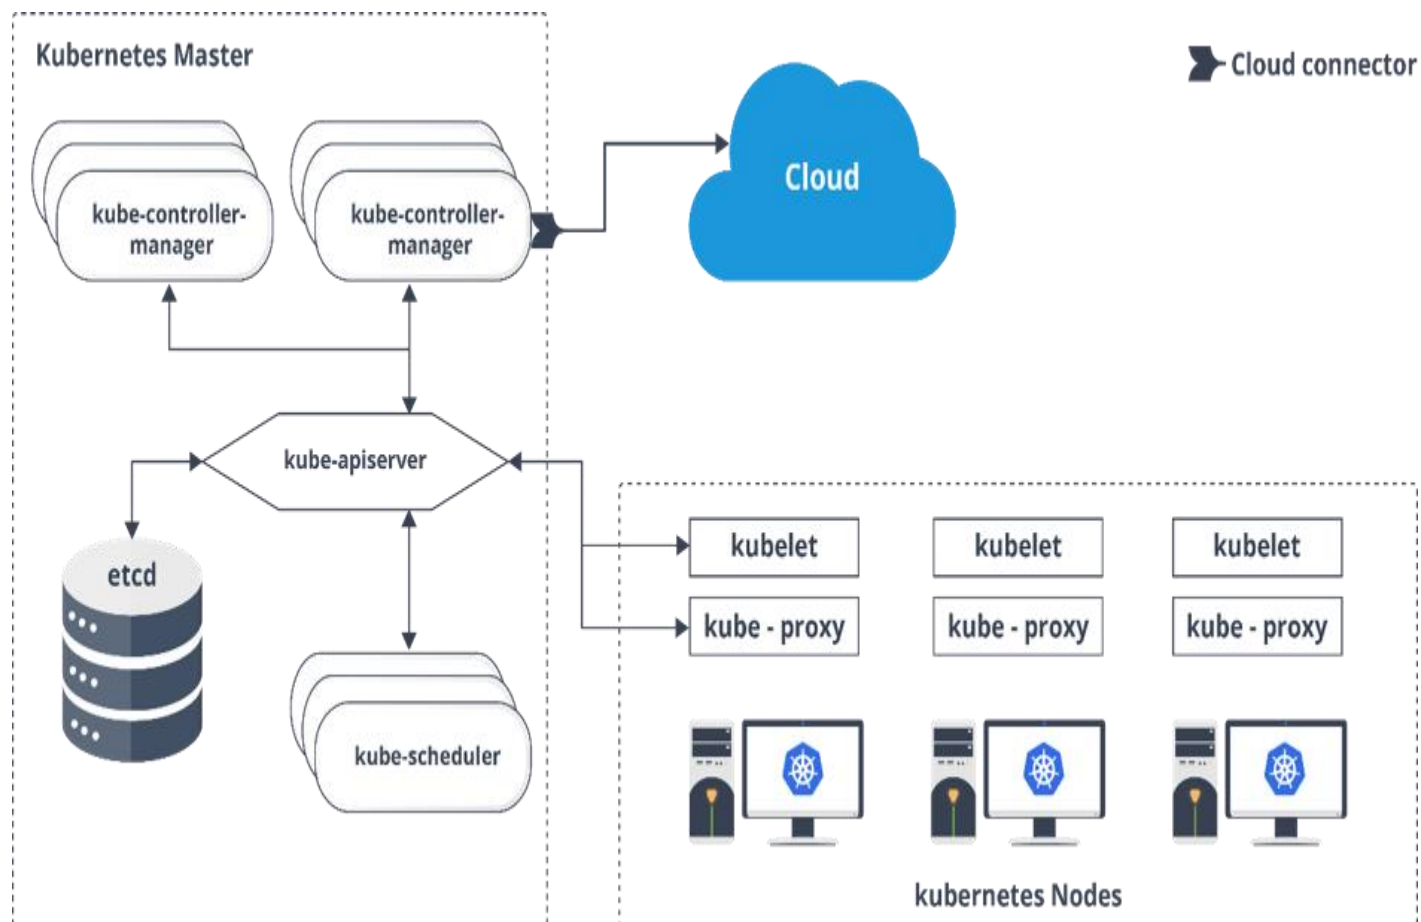 Kubernetes Master
Cloud connector
kube-controller-
manager
kube-controller-
manager
Cloud
kube-apiserver
etcd
kube-scheduler
kubelet
kubelet
kubelet
kube - proxy
kube - proxy
kube - proxy
kubernetes Nodes